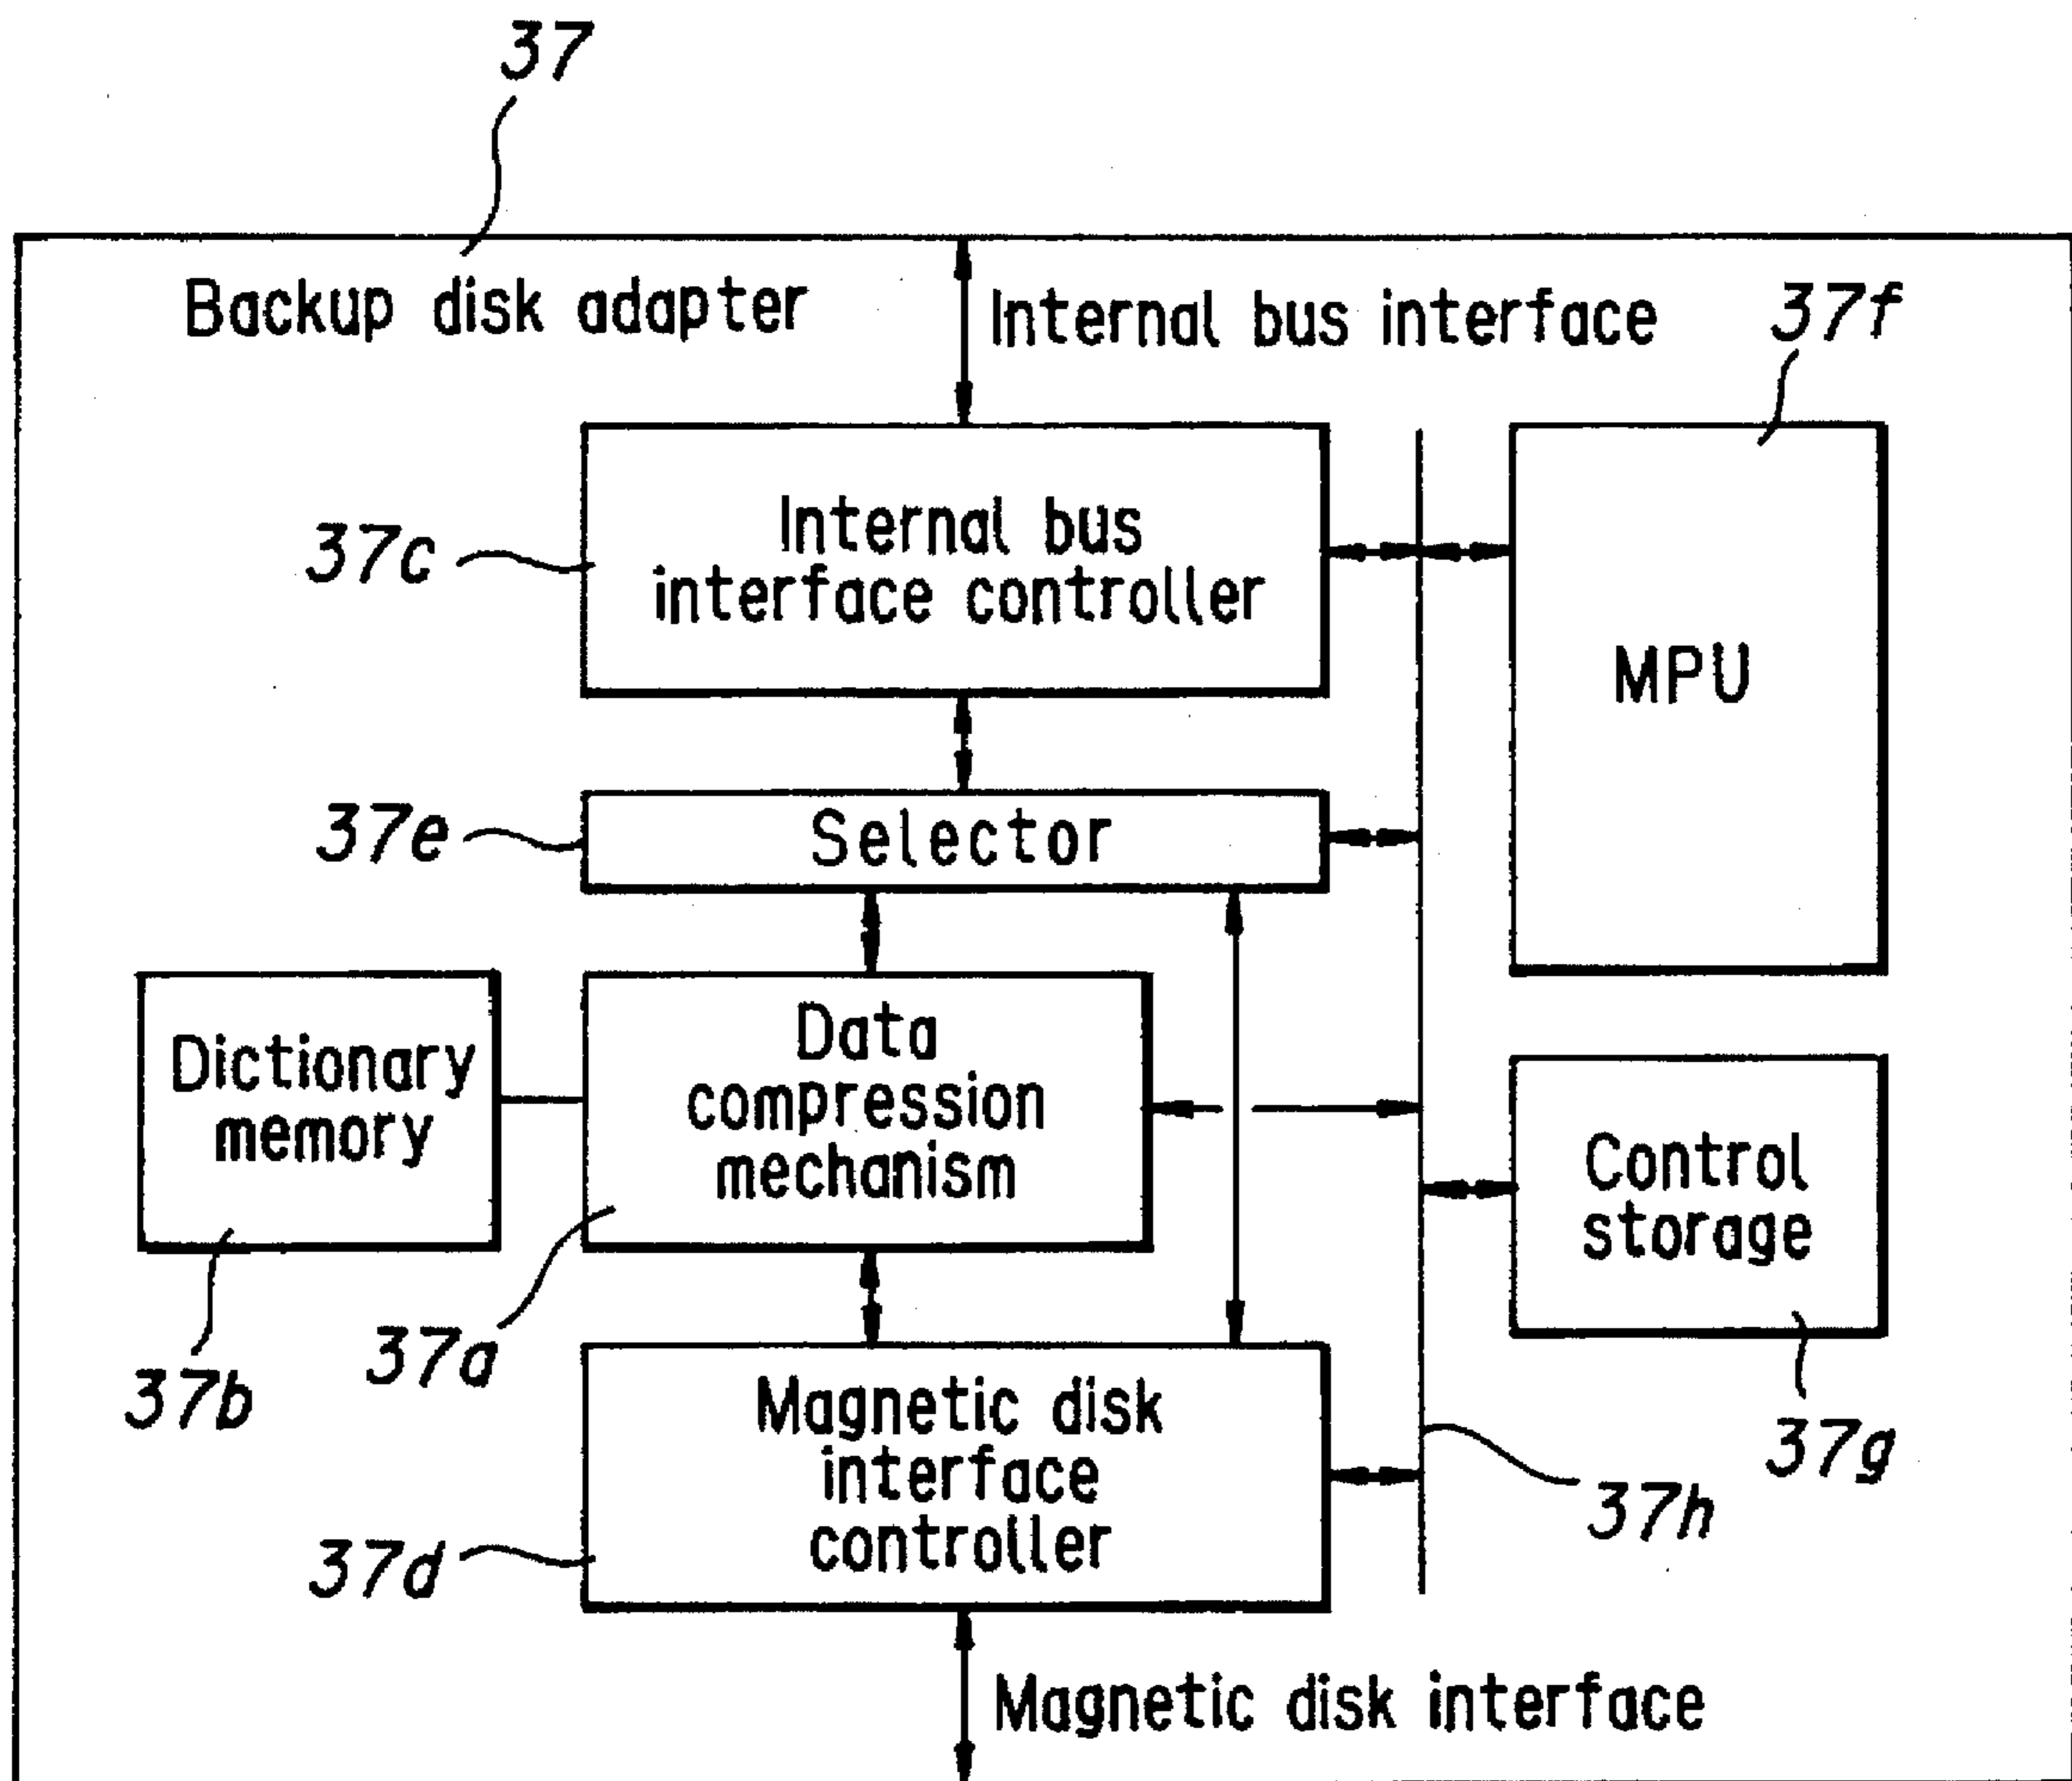 37
Backup disk adapter
Internal bus interface
37f
Internal bus
interface controller
37c
MPU
Selector
37e
Dictionary
memory
Data
compression
mechanism
Control
storage
37b
37a
37g
Magnetic disk
interface
controller
37h
37d
Magnetic disk interface